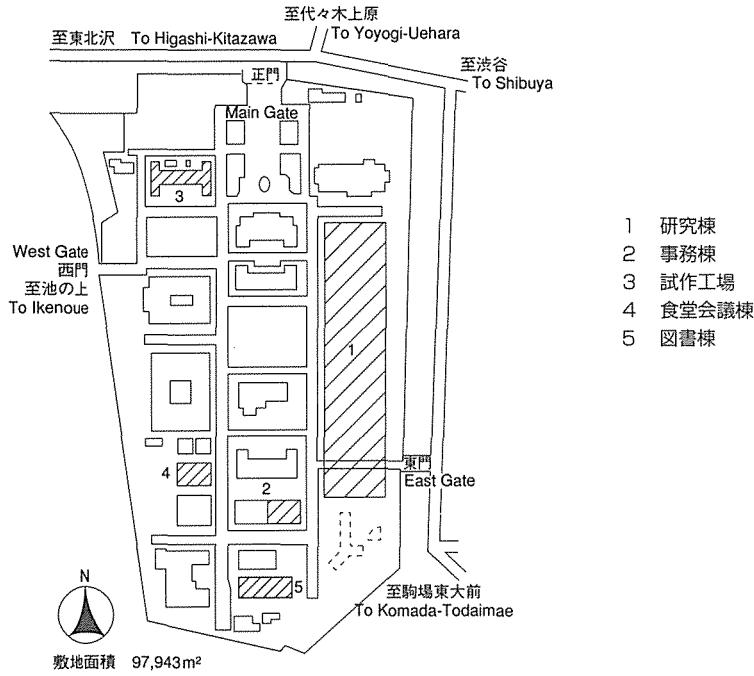 至代々木上原
To Yoyogi-Uehara
至東北沢 To Higashi-Kitazawa
至渋谷
To Shibuya
正門
Main Gate
3
West Gate
西門
至池の上
To Ikenoue
1
4
2
東門
East Gate
5
至駒場東大前
To Komada-Todaimae
N
敷地面積 97,943m²
1 研究棟
2 事務棟
3 試作工場
4 食堂会議棟
5 図書棟